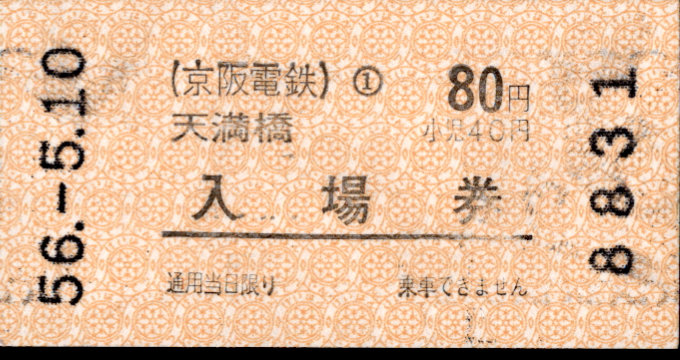 56.-5.10
(京阪電鉄) ① 80円
天満橋 小児40円
入場券
通用当日限り 乗車できません
88831